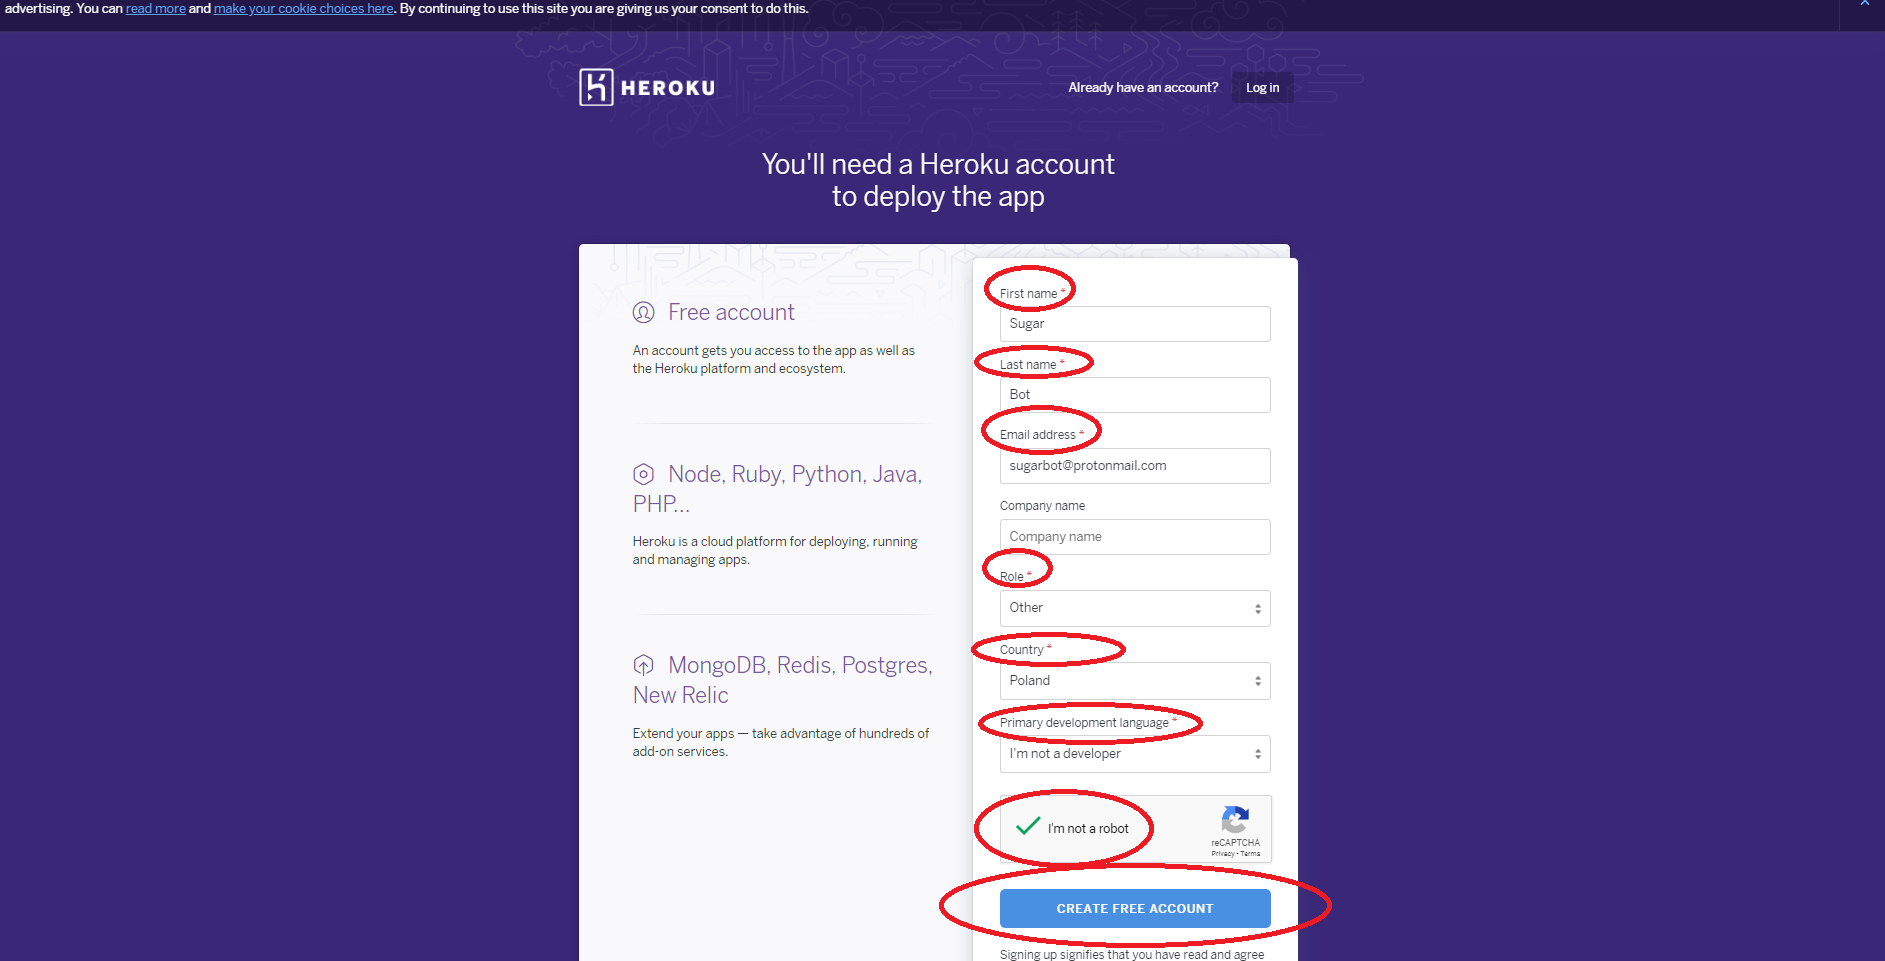 advertising. You can read more and make your cookie choices here. By continuing to use this site you are giving us your consent to do this.
HEROKU
Already have an account? Log in
You'll need a Heroku account
to deploy the app
Free account
An account gets you access to the app as well as
the Heroku platform and ecosystem.
Node, Ruby, Python, Java,
PHP...
Heroku is a cloud platform for deploying, running
and managing apps.
MongoDB, Redis, Postgres,
New Relic
Extend your apps — take advantage of hundreds of
add-on services.
First name *
Sugar
Last name *
Bot
Email address *
sugarbot@protonmail.com
Company name
Company name
Role *
Other
Country *
Poland
Primary development language *
I'm not a developer
I'm not a robot
reCAPTCHA
Privacy - Terms
CREATE FREE ACCOUNT
Signing up signifies that you have read and agree